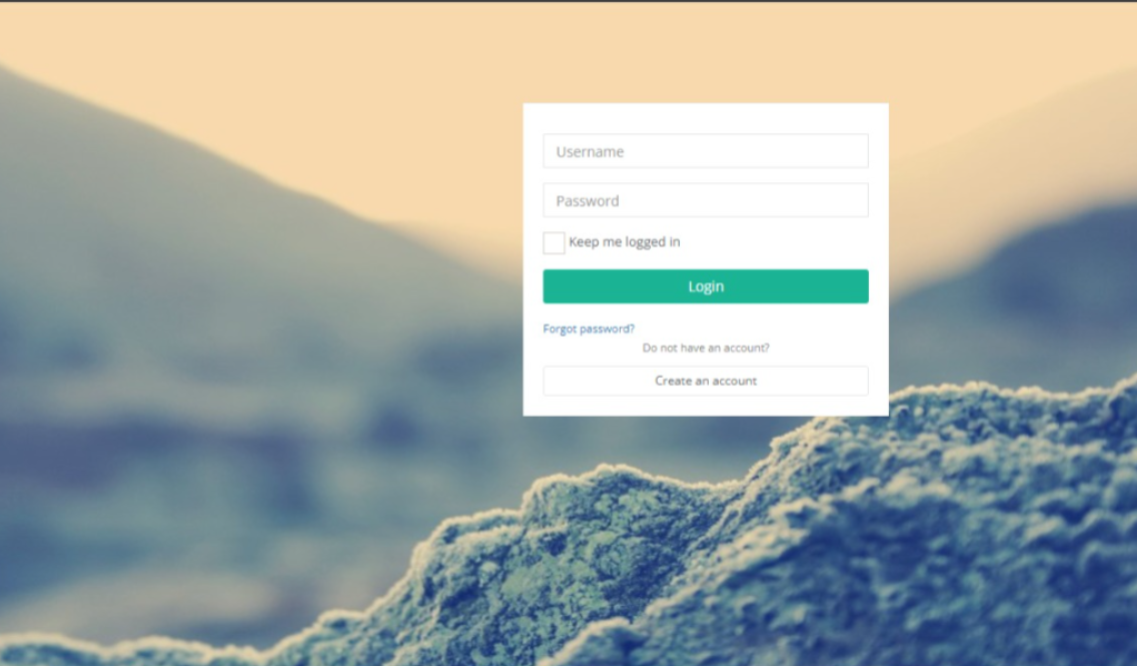 Username
Password
Keep me logged in
Login
Forgot password?
Do not have an account?
Create an account